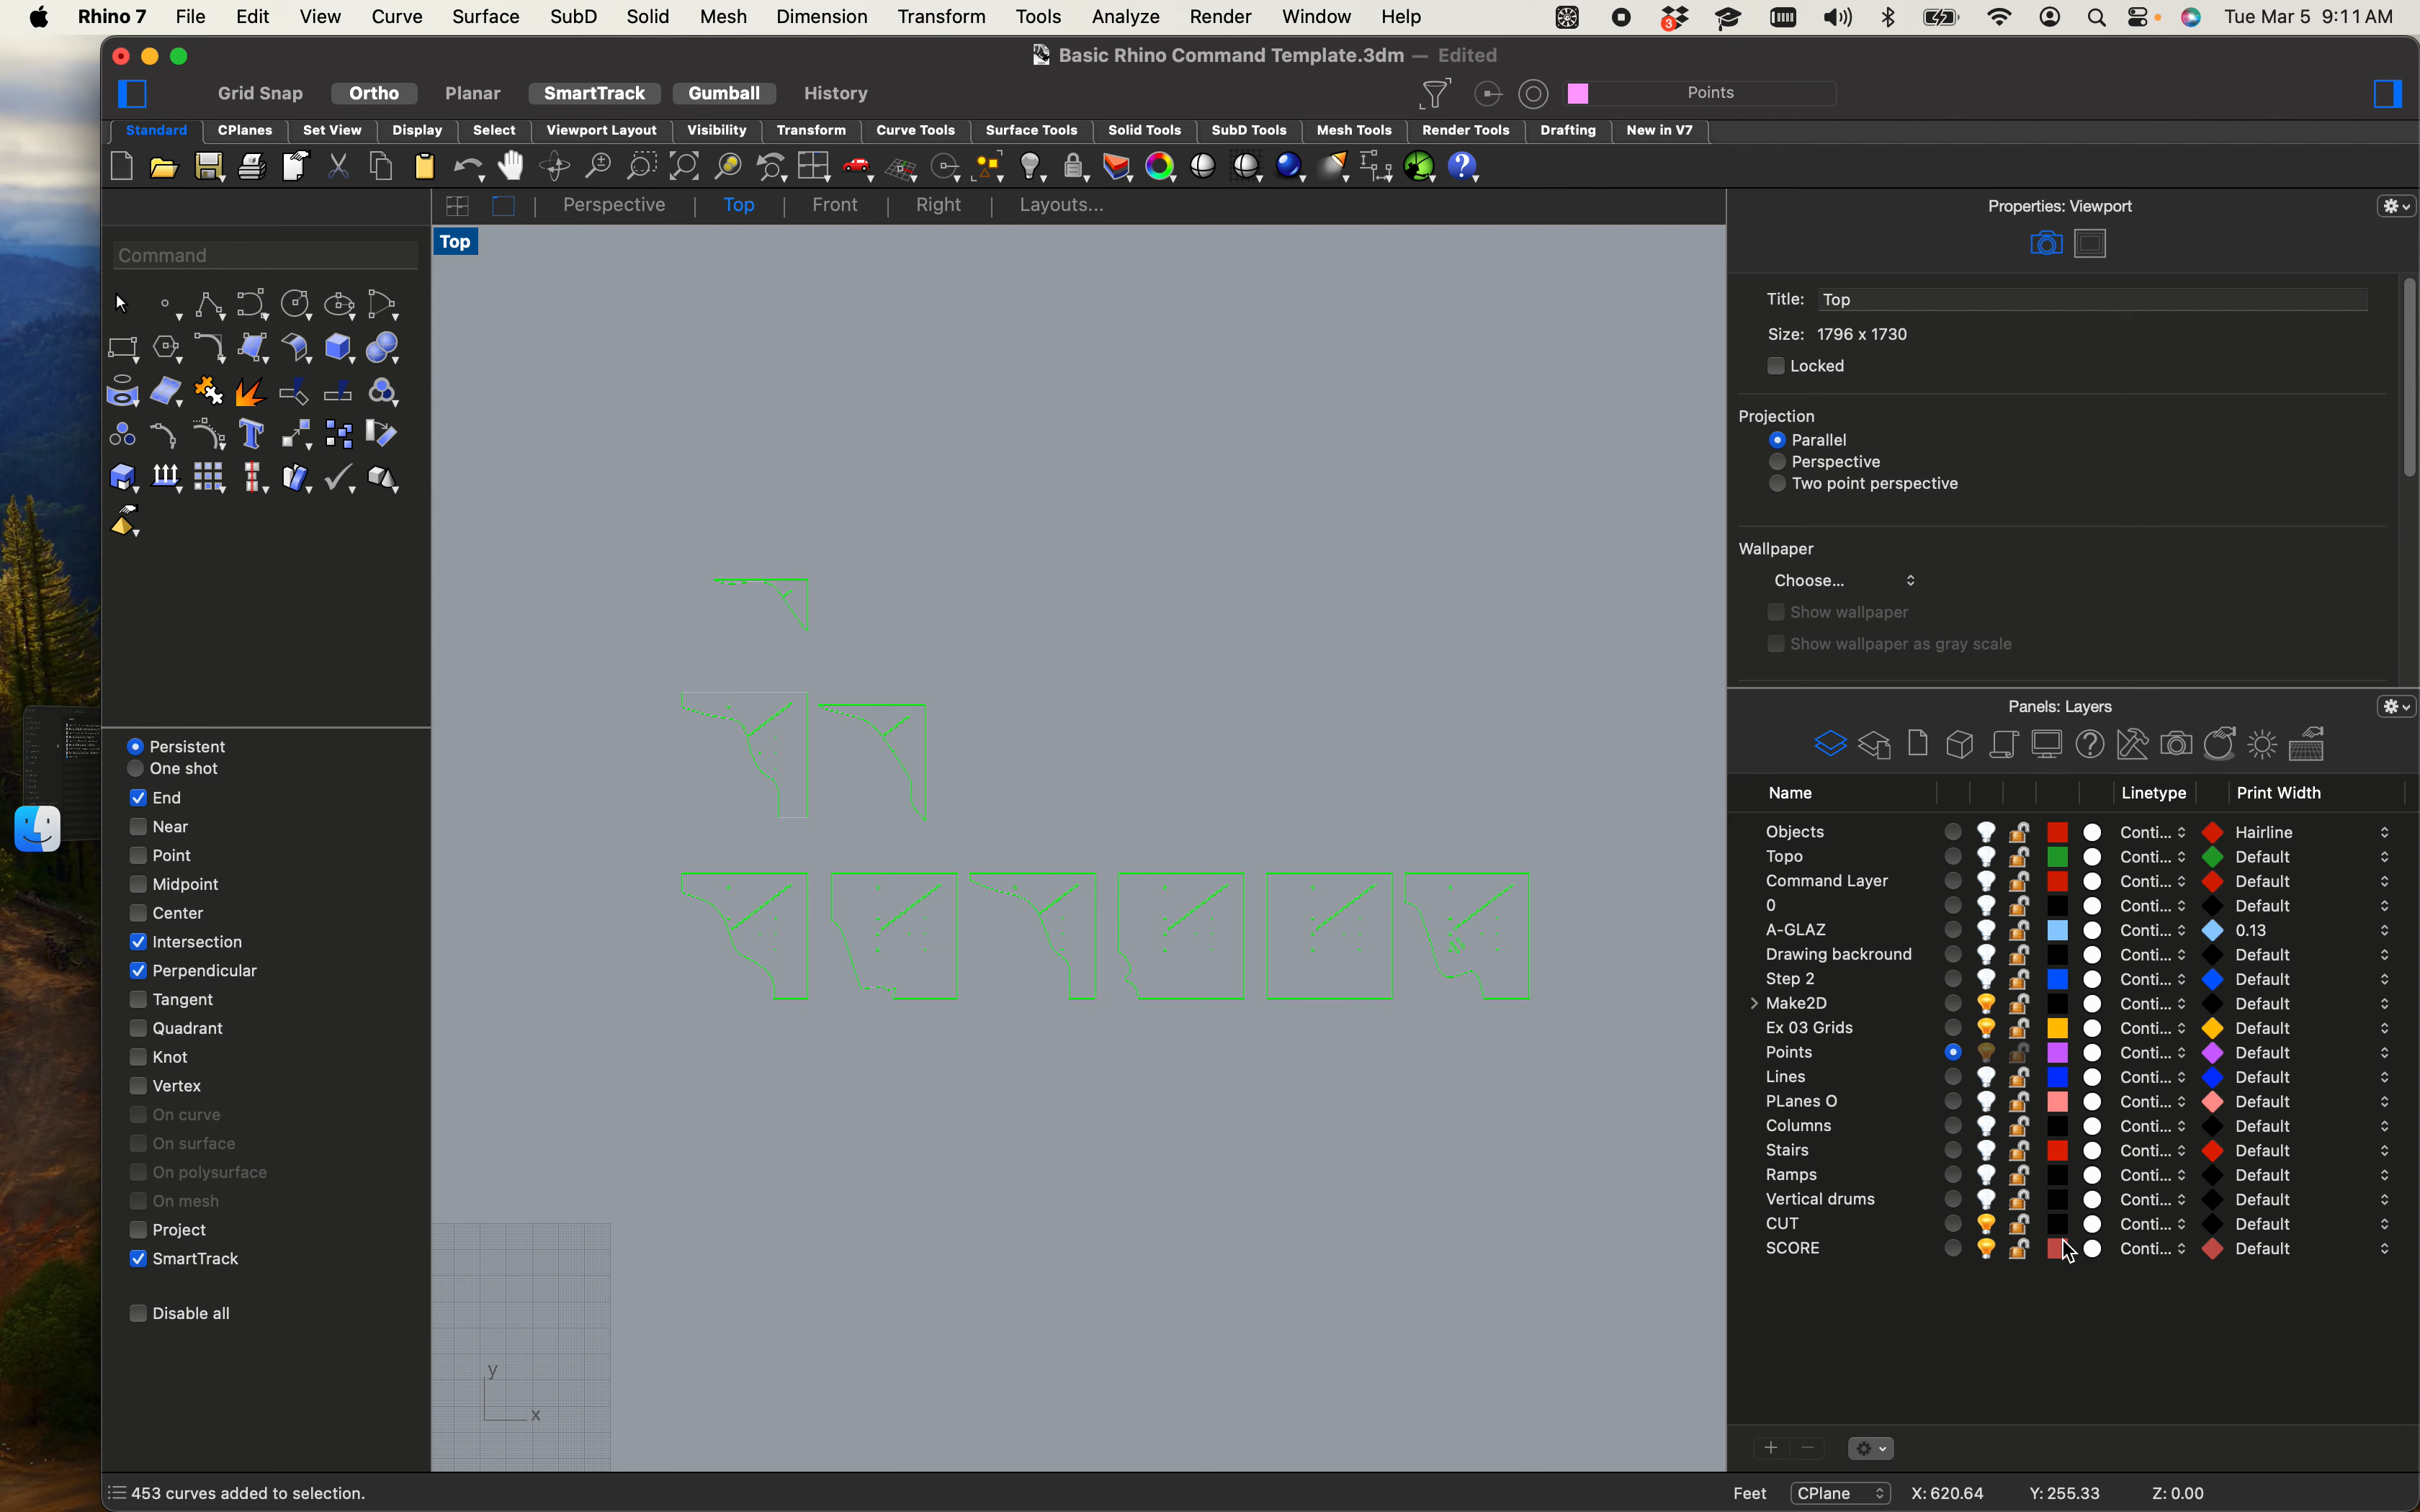 Rhino 7 File Edit View Curve Surface SubD Solid Mesh Dimension Transform Tools Analyze Render Window Help 3 Tue Mar 5 9:11 AM
Basic Rhino Command Template.3dm — Edited
Grid Snap Ortho Planar SmartTrack Gumball History Points
Standard CPlanes Set View Display Select Viewport Layout Visibility Transform Curve Tools Surface Tools Solid Tools SubD Tools Mesh Tools Render Tools Drafting New in V7
Perspective Top Front Right Layouts...
Top
Command
Persistent
One shot
End
Near
Point
Midpoint
Center
Intersection
Perpendicular
Tangent
Quadrant
Knot
Vertex
On curve
On surface
On polysurface
On mesh
Project
SmartTrack
Disable all
y
x
Properties: Viewport
Title: Top
Size: 1796 x 1730
Locked
Projection
Parallel
Perspective
Two point perspective
Wallpaper
Choose...
Show wallpaper
Show wallpaper as gray scale
Panels: Layers
Name Linetype Print Width
Objects Conti... Hairline
Topo Conti... Default
Command Layer Conti... Default
0 Conti... Default
A-GLAZ Conti... 0.13
Drawing backround Conti... Default
Step 2 Conti... Default
Make2D Conti... Default
Ex 03 Grids Conti... Default
Points Conti... Default
Lines Conti... Default
PLanes O Conti... Default
Columns Conti... Default
Stairs Conti... Default
Ramps Conti... Default
Vertical drums Conti... Default
CUT Conti... Default
SCORE Conti... Default
453 curves added to selection. Feet CPlane X: 620.64 Y: 255.33 Z: 0.00